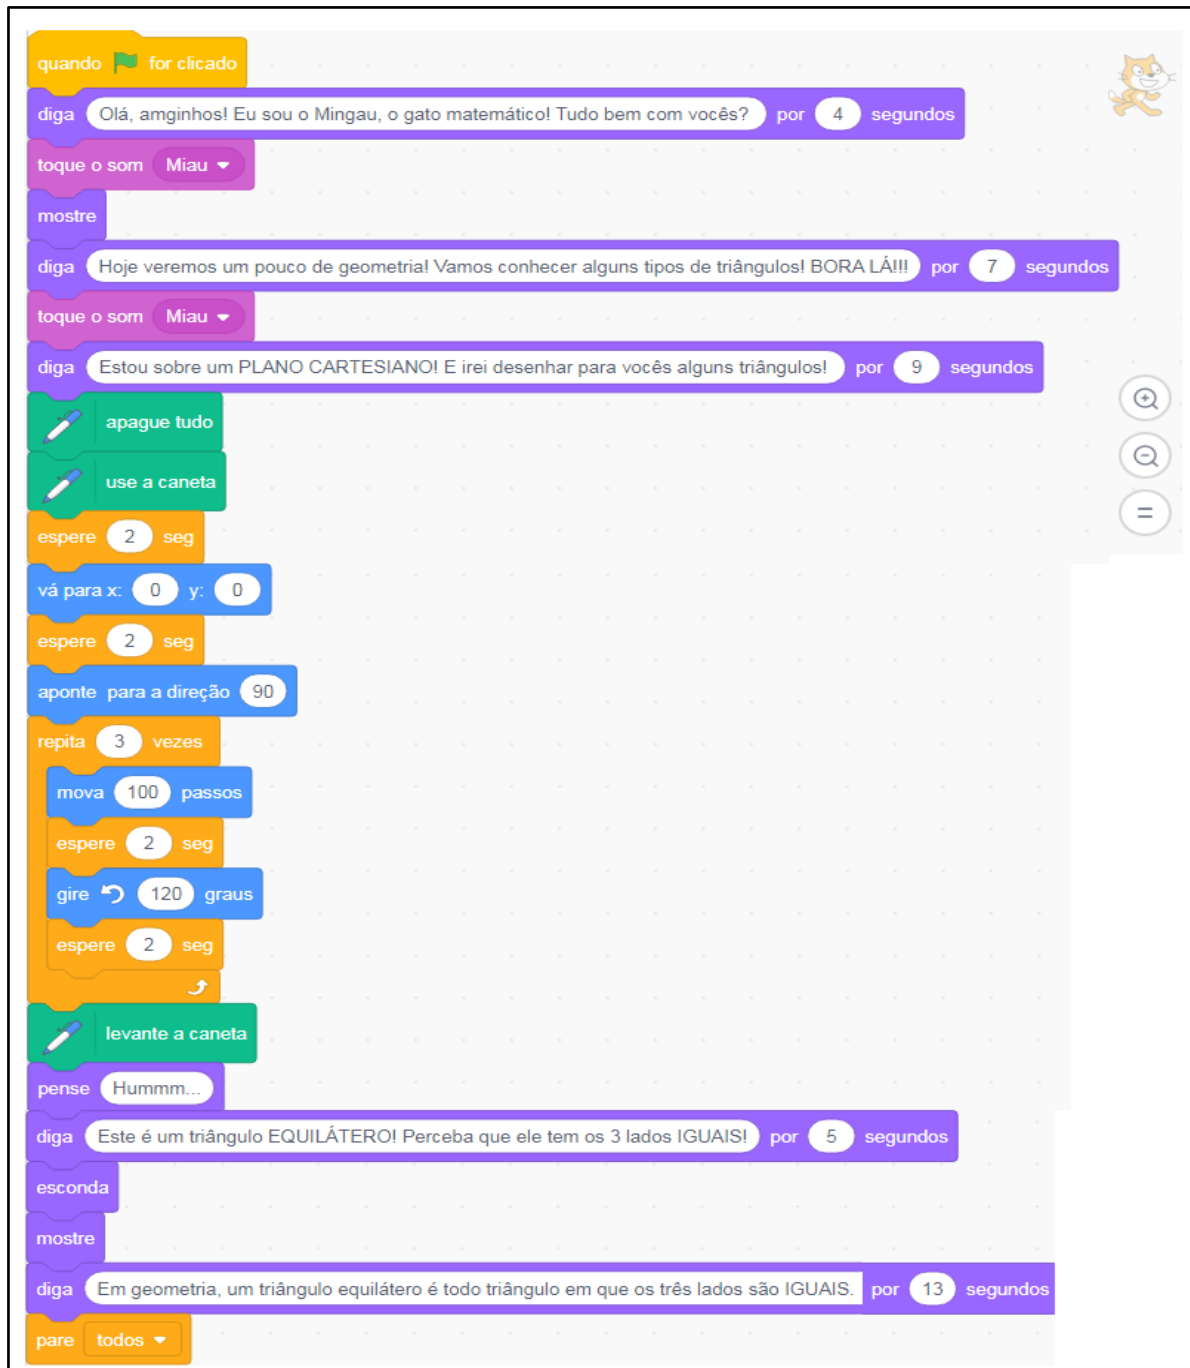 quando for clicado
diga Olá, amginhos! Eu sou o Mingau, o gato matemático! Tudo bem com vocês? por 4 segundos
toque o som Miau
mostre
diga Hoje veremos um pouco de geometria! Vamos conhecer alguns tipos de triângulos! BORA LÁ!!! por 7 segundos
toque o som Miau
diga Estou sobre um PLANO CARTESIANO! E irei desenhar para vocês alguns triângulos! por 9 segundos
apague tudo
use a caneta
espere 2 seg
vá para x: 0 y: 0
espere 2 seg
aponte para a direção 90
repita 3 vezes
mova 100 passos
espere 2 seg
gire 120 graus
espere 2 seg
levante a caneta
pense Hummm...
diga Este é um triângulo EQUILÁTERO! Perceba que ele tem os 3 lados IGUAIS! por 5 segundos
esconda
mostre
diga Em geometria, um triângulo equilátero é todo triângulo em que os três lados são IGUAIS. por 13 segundos
pare todos